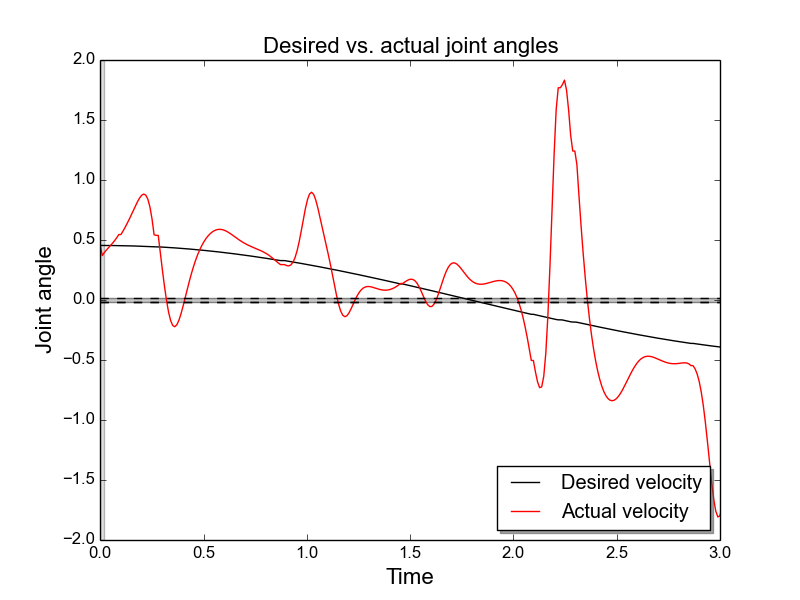 Desired vs. actual joint angles
2.0
1.5
1.0
0.5
0.0
−0.5
−1.0
−1.5
−2.0
Joint angle
0.0 0.5 1.0 1.5 2.0 2.5 3.0
Time
Desired velocity
Actual velocity